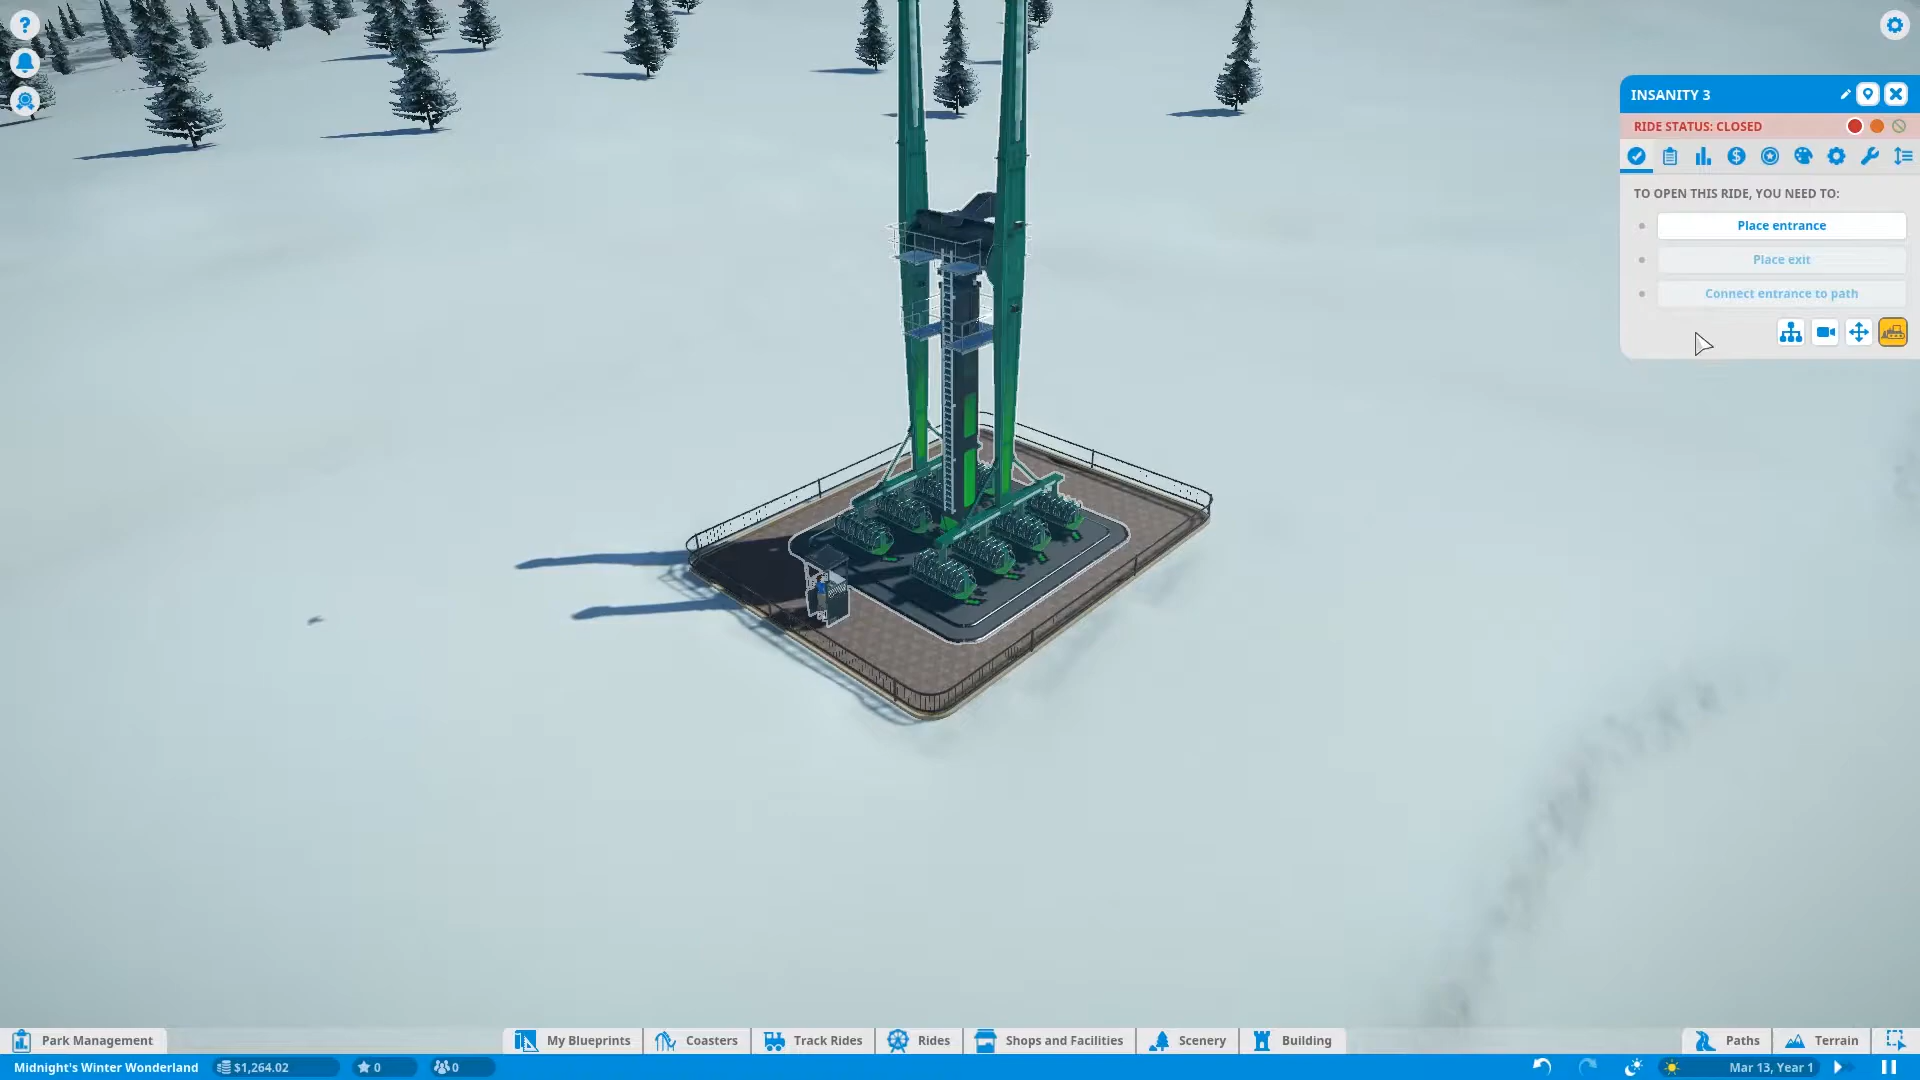 INSANITY 3
RIDE STATUS: CLOSED
TO OPEN THIS RIDE, YOU NEED TO:
Place entrance
Place exit
Connect entrance to path
Park Management
My Blueprints
Coasters
Track Rides
Rides
Shops and Facilities
Scenery
Building
Paths
Terrain
Midnight's Winter Wonderland
$1,264.02
0
0
Mar 13, Year 1